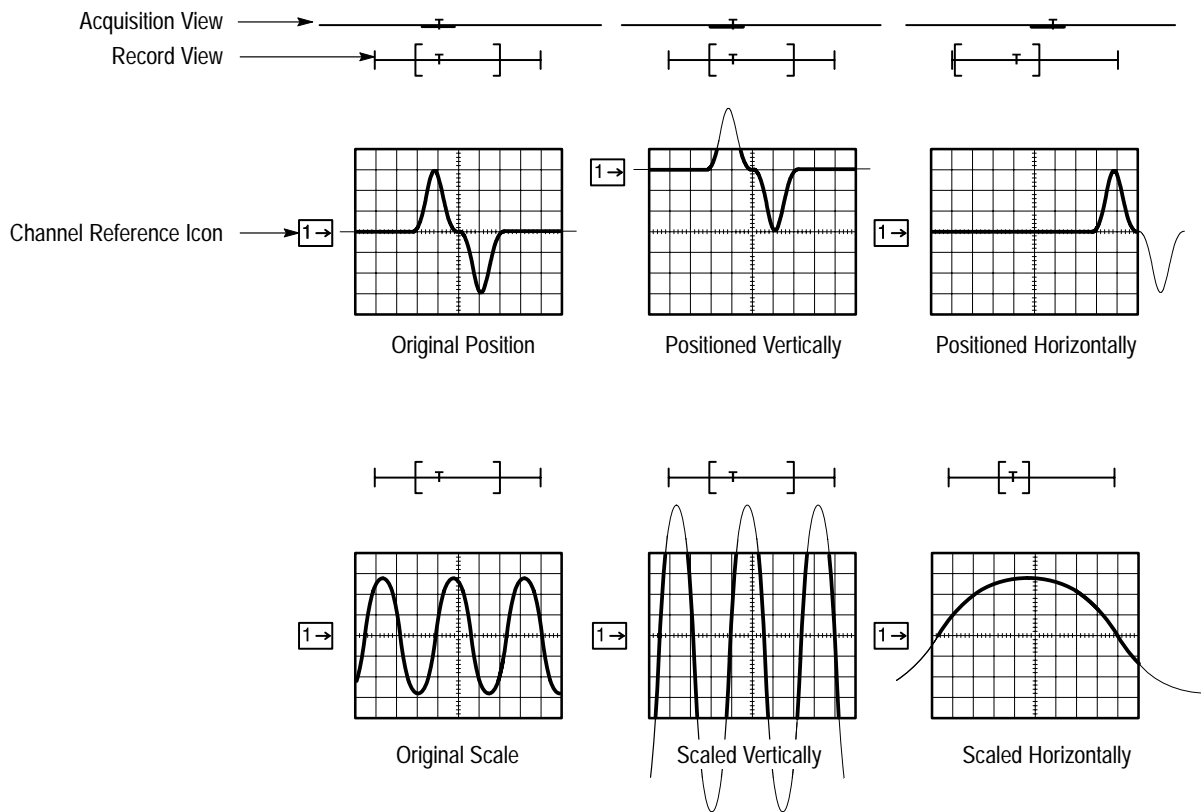 Acquisition View
T T T
Record View
T T T
1→
Channel Reference Icon
1→ 1→
Original Position Positioned Vertically Positioned Horizontally
T T T
1→ 1→ 1→
Original Scale Scaled Vertically Scaled Horizontally